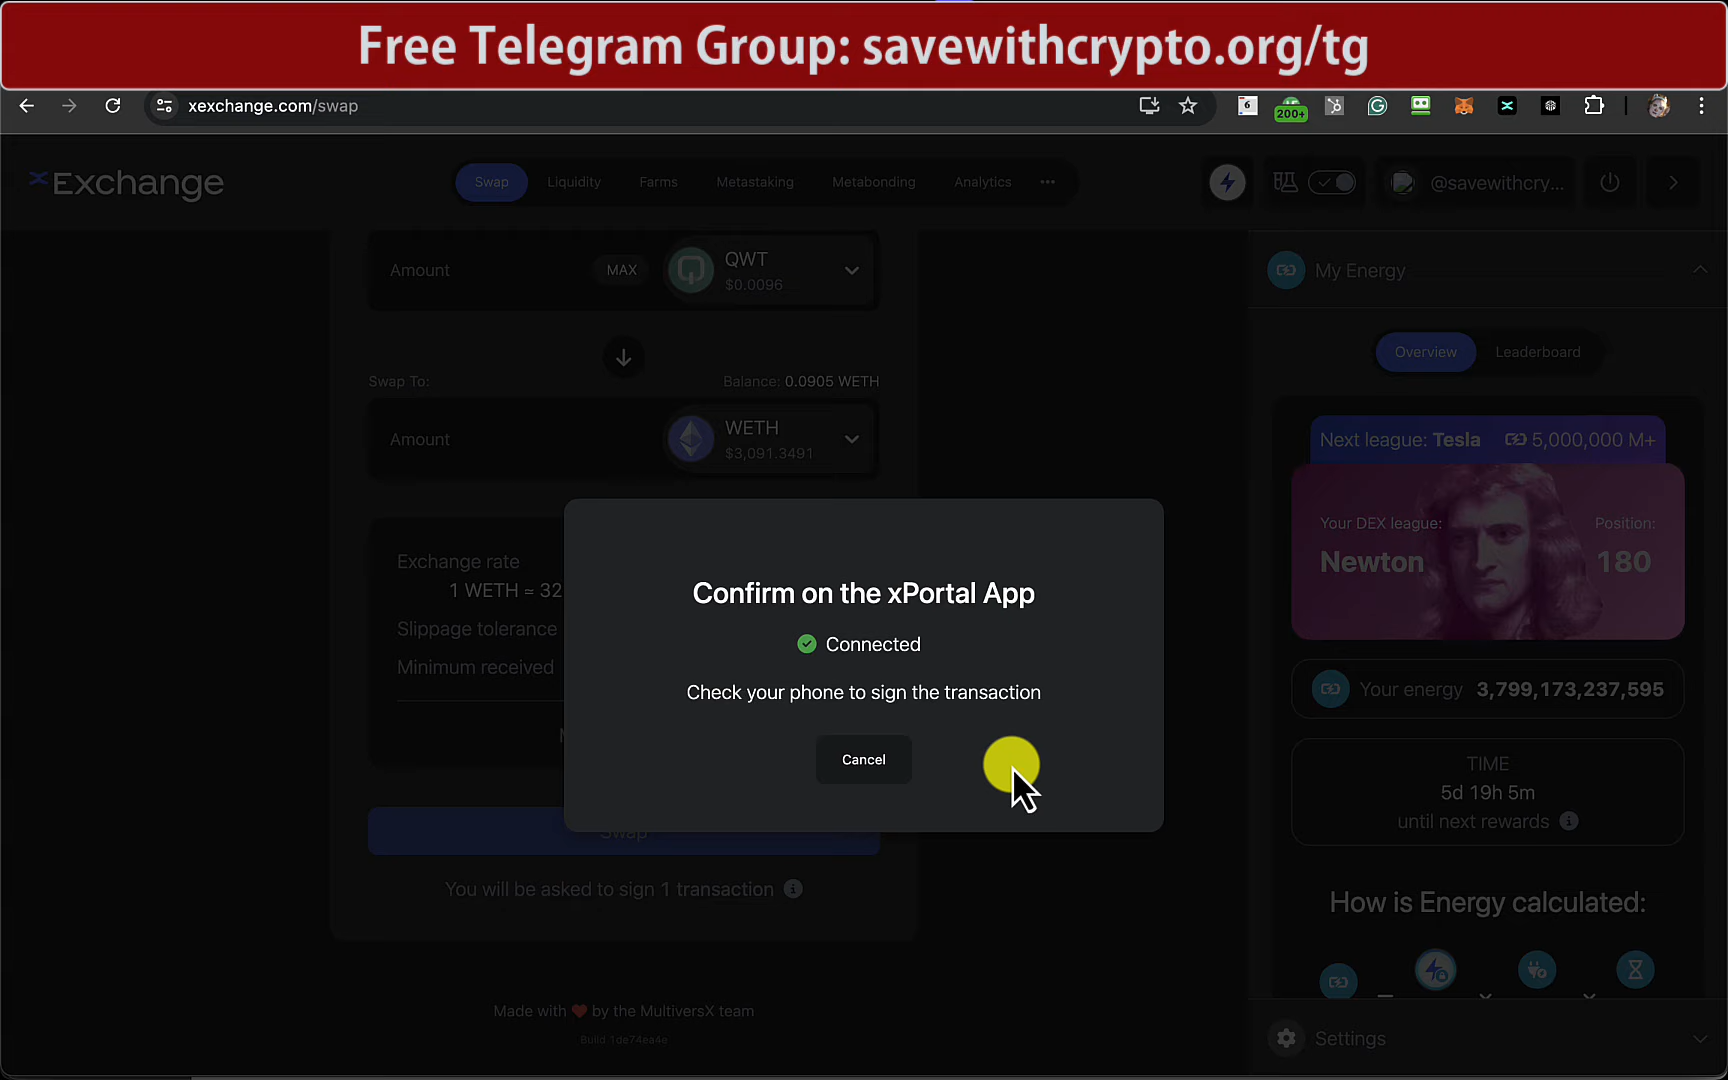 Free Telegram Group: savewithcrypto.org/tg
xexchange.com/swap
6
200+
Exchange
Swap
Liquidity
Farms
Metastaking
Metabonding
Analytics
@savewithcry...
Amount
MAX
QWT
$0.0096
Swap To:
Balance: 0.0905 WETH
Amount
WETH
$3,091.3491
Exchange rate
1 WETH ≃ 32
Slippage tolerance
Minimum received
Confirm on the xPortal App
Connected
Check your phone to sign the transaction
Cancel
Swap
You will be asked to sign 1 transaction
Made with ❤ by the MultiversX team
Build 1de74ea4e
My Energy
Overview
Leaderboard
Next league: Tesla 5,000,000 M+
Your DEX league:
Position:
Newton
180
Your energy 3,799,173,237,595
TIME
5d 19h 5m
until next rewards
How is Energy calculated:
Settings